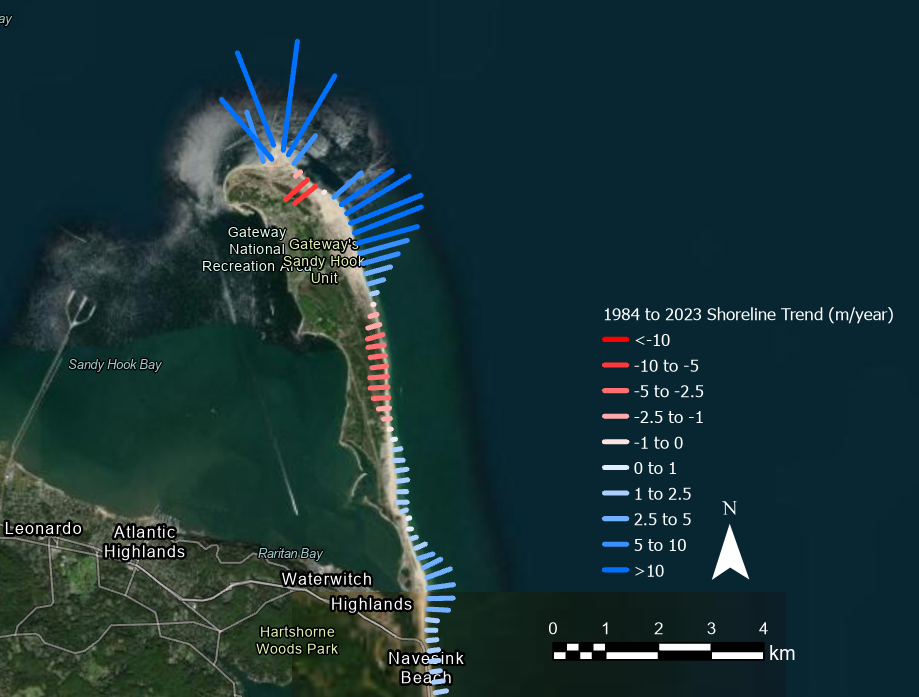 ay
Gateway
National
Recreation Area
Gateway's
Sandy Hook
Unit
1984 to 2023 Shoreline Trend (m/year)
<-10
-10 to -5
-5 to -2.5
-2.5 to -1
-1 to 0
0 to 1
1 to 2.5
2.5 to 5
5 to 10
>10
N
Sandy Hook Bay
Leonardo
Atlantic
Highlands
Raritan Bay
Waterwitch
Highlands
Hartshorne
Woods Park
Navesink
Beach
0 1 2 3 4
km